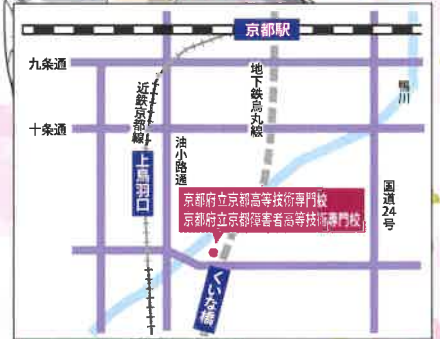 京都駅
九条通
近鉄京都線
地下鉄烏丸線
鴨川
十条通
上鳥羽口
油小路通
国道24号
京都府立京都高等技術専門校
京都府立京都障害者高等技術専門校
くいな橋